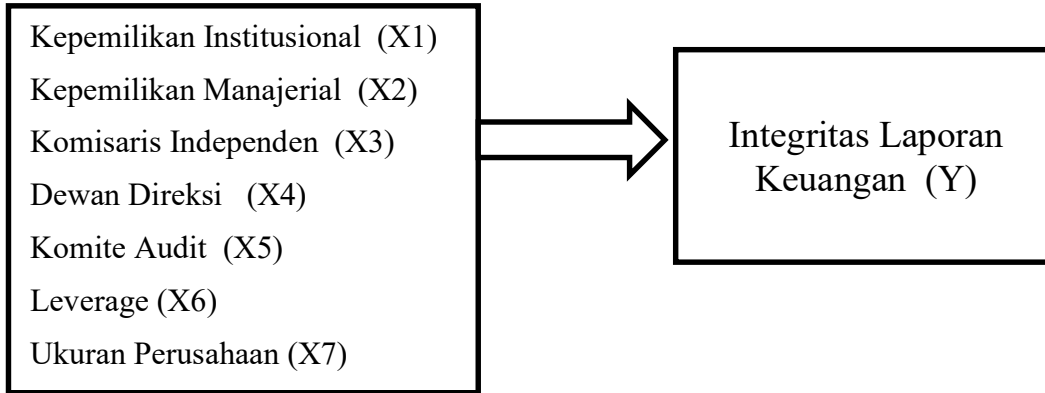 Kepemilikan Institusional (X1)
Kepemilikan Manajerial (X2)
Komisaris Independen (X3)
Dewan Direksi (X4)
Komite Audit (X5)
Leverage (X6)
Ukuran Perusahaan (X7)
Integritas Laporan
Keuangan (Y)